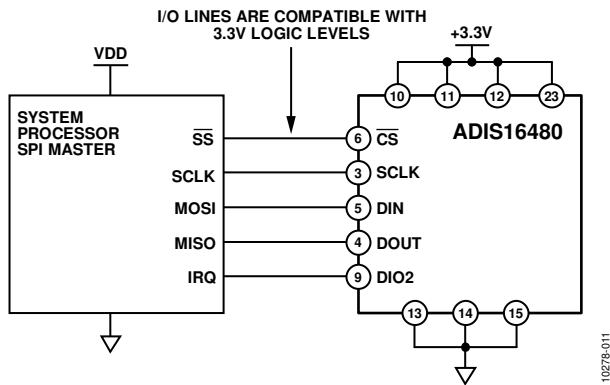 I/O LINES ARE COMPATIBLE WITH
3.3V LOGIC LEVELS
VDD
+3.3V
10
11
12
23
SYSTEM
PROCESSOR
SPI MASTER
ADIS16480
S̅S̅
6
C̅S̅
SCLK
3
SCLK
MOSI
5
DIN
MISO
4
DOUT
IRQ
9
DIO2
13
14
15
10278-011